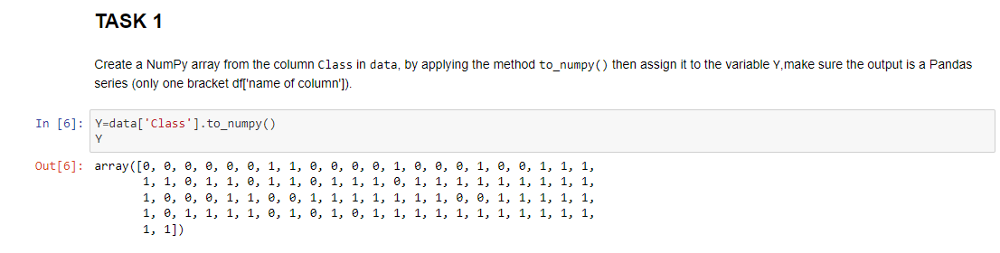 TASK 1
Create a NumPy array from the column Class in data, by applying the method to_numpy() then assign it to the variable Y,make sure the output is a Pandas
series (only one bracket df['name of column']).
In [6]: Y=data['Class'].to_numpy()
Y
Out[6]: array([0, 0, 0, 0, 0, 0, 1, 1, 0, 0, 0, 0, 1, 0, 0, 0, 1, 0, 0, 1, 1, 1,
1, 1, 0, 1, 1, 0, 1, 1, 0, 1, 1, 1, 0, 1, 1, 1, 1, 1, 1, 1, 1, 1,
1, 0, 0, 0, 1, 1, 0, 0, 1, 1, 1, 1, 1, 1, 1, 0, 0, 1, 1, 1, 1, 1,
1, 0, 1, 1, 1, 1, 0, 1, 0, 1, 0, 1, 1, 1, 1, 1, 1, 1, 1, 1, 1, 1,
1, 1])